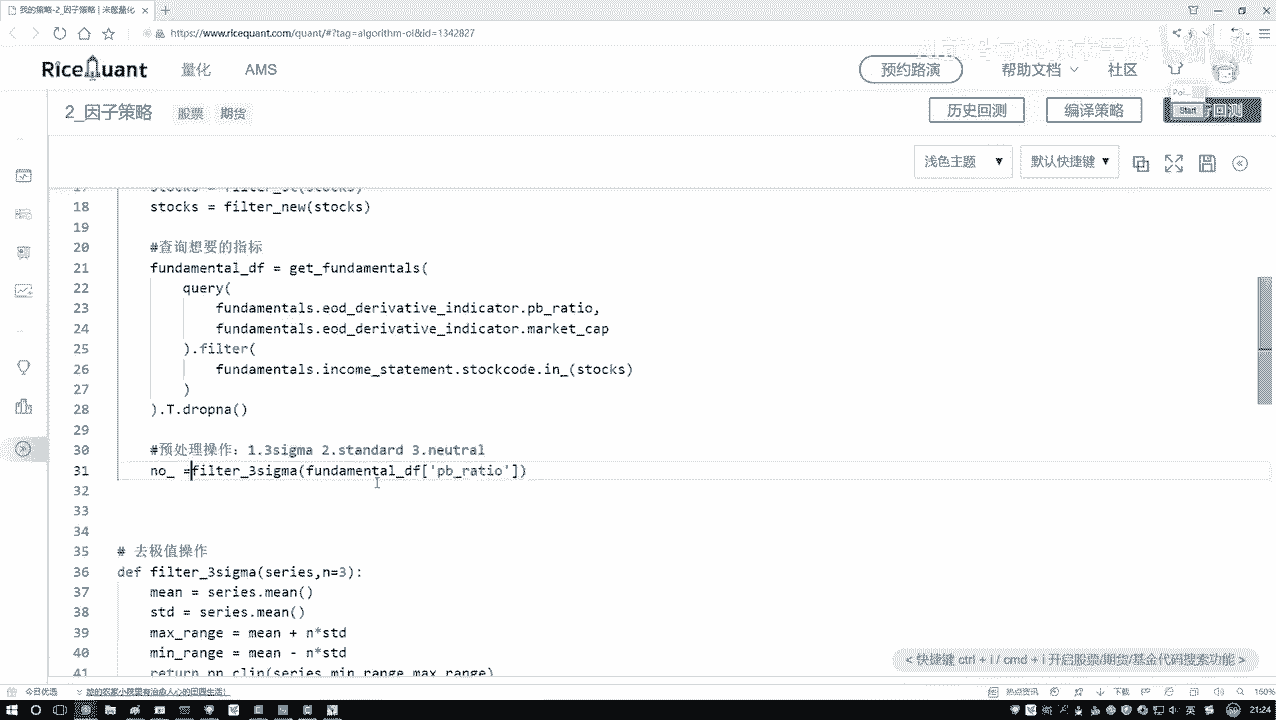 我的策略-2_因子策略 | 米筐量化
https://www.ricequant.com/quant/#?tag=algorithm-oi&id=1342827
RiceQuant 量化 AMS 预约路演 帮助文档 社区
2_因子策略 股票 期货 历史回测 编译策略
浅色主题 默认快捷键
18 stocks = filter_new(stocks)
19
20 #查询想要的指标
21 fundamental_df = get_fundamentals(
22 query(
23 fundamentals.eod_derivative_indicator.pb_ratio,
24 fundamentals.eod_derivative_indicator.market_cap
25 ).filter(
26 fundamentals.income_statement.stockcode.in_(stocks)
27 )
28 ).T.dropna()
29
30 #预处理操作：1.3sigma 2.standard 3.neutral
31 no_ =filter_3sigma(fundamental_df['pb_ratio'])
32
33
34
35 # 去极值操作
36 def filter_3sigma(series,n=3):
37 mean = series.mean()
38 std = series.mean()
39 max_range = mean + n*std
40 min_range = mean - n*std
41 return np.clip(series,min_range,max_range)
< 快捷键 ctrl + i / cmd + i 开启股票/期货/基金代码搜索功能 >
今日优选 热点资讯 下载 160%
英 21:24